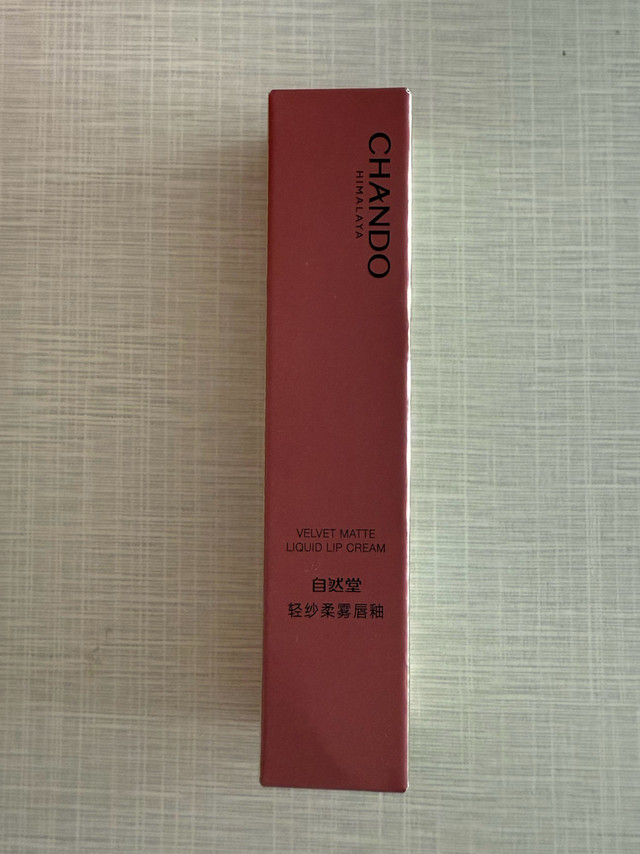 CHANDO
HIMALAYA
VELVET MATTE
LIQUID LIP CREAM
自然堂
轻纱柔雾唇釉